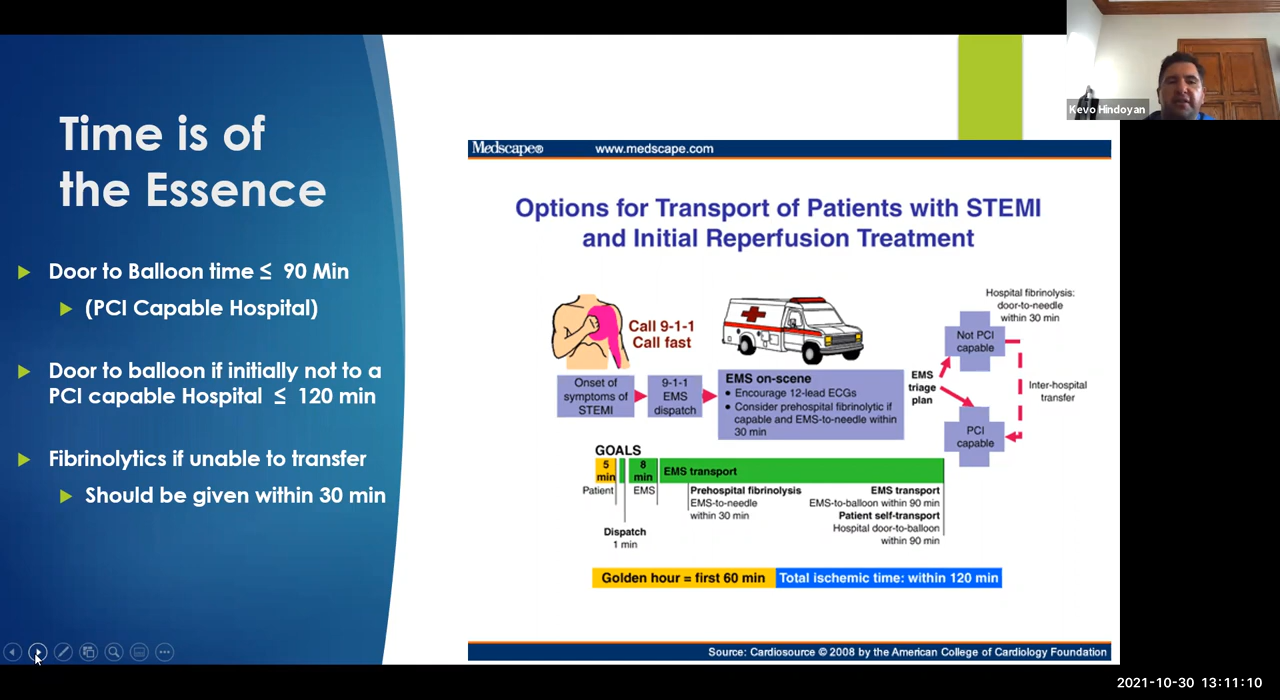 Time is of
the Essence
Door to Balloon time ≤ 90 Min
(PCI Capable Hospital)
Door to balloon if initially not to a
PCI capable Hospital ≤ 120 min
Fibrinolytics if unable to transfer
Should be given within 30 min
Medscape® www.medscape.com
Options for Transport of Patients with STEMI
and Initial Reperfusion Treatment
Call 9-1-1
Call fast
Onset of
symptoms of
STEMI
9-1-1
EMS
dispatch
EMS on-scene
● Encourage 12-lead ECGs
● Consider prehospital fibrinolytic if
capable and EMS-to-needle within
30 min
EMS
triage
plan
Hospital fibrinolysis:
door-to-needle
within 30 min
Not PCI
capable
Inter-hospital
transfer
PCI
capable
GOALS
5
min
8
min
EMS transport
Patient
EMS
Dispatch
1 min
Prehospital fibrinolysis
EMS-to-needle
within 30 min
EMS transport
EMS-to-balloon within 90 min
Patient self-transport
Hospital door-to-balloon
within 90 min
Golden hour = first 60 min
Total ischemic time: within 120 min
Source: Cardiosource © 2008 by the American College of Cardiology Foundation
Kevo Hindoyan
2021-10-30 13:11:10